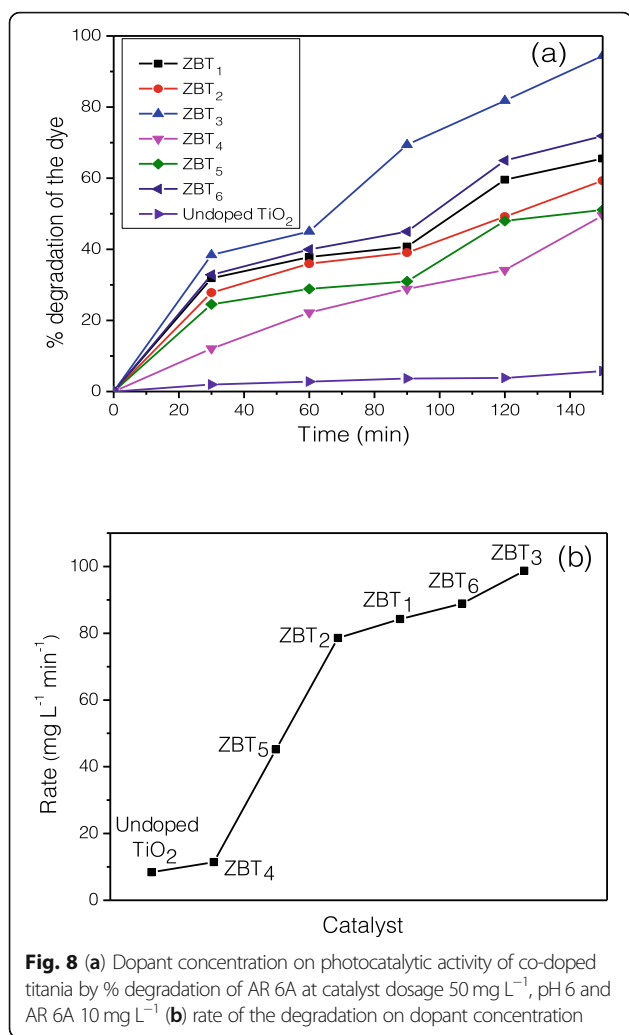 (a)
ZBT₁
ZBT₂
ZBT₃
ZBT₄
ZBT₅
ZBT₆
Undoped TiO₂
100
80
60
40
20
0
% degradation of the dye
0 20 40 60 80 100 120 140
Time (min)
(b)
100
80
60
40
20
0
Rate (mg L⁻¹ min⁻¹)
ZBT₃
ZBT₆
ZBT₁
ZBT₂
ZBT₅
Undoped
TiO₂
ZBT₄
Catalyst
Fig. 8 (a) Dopant concentration on photocatalytic activity of co-doped
titania by % degradation of AR 6A at catalyst dosage 50 mg L⁻¹, pH 6 and
AR 6A 10 mg L⁻¹ (b) rate of the degradation on dopant concentration